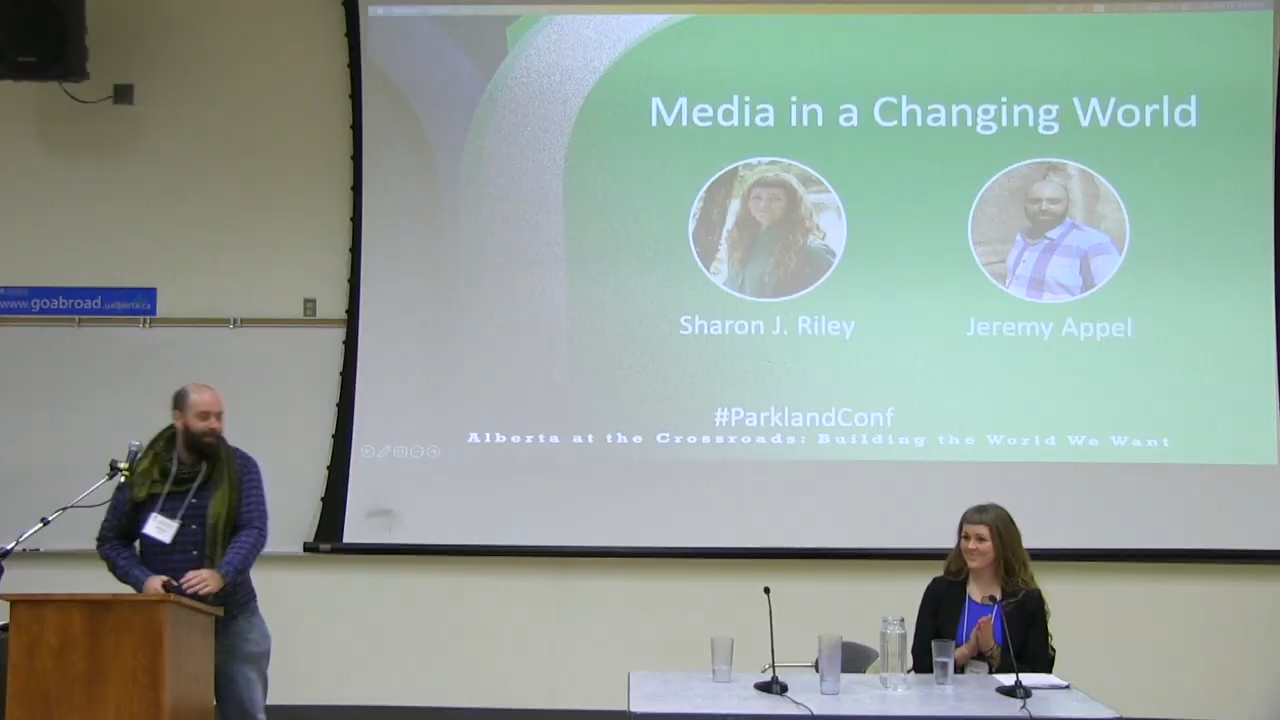 Media in a Changing World
Sharon J. Riley
Jeremy Appel
#ParklandConf
Alberta at the Crossroads: Building the World We Want
www.goabroad.ualberta.ca